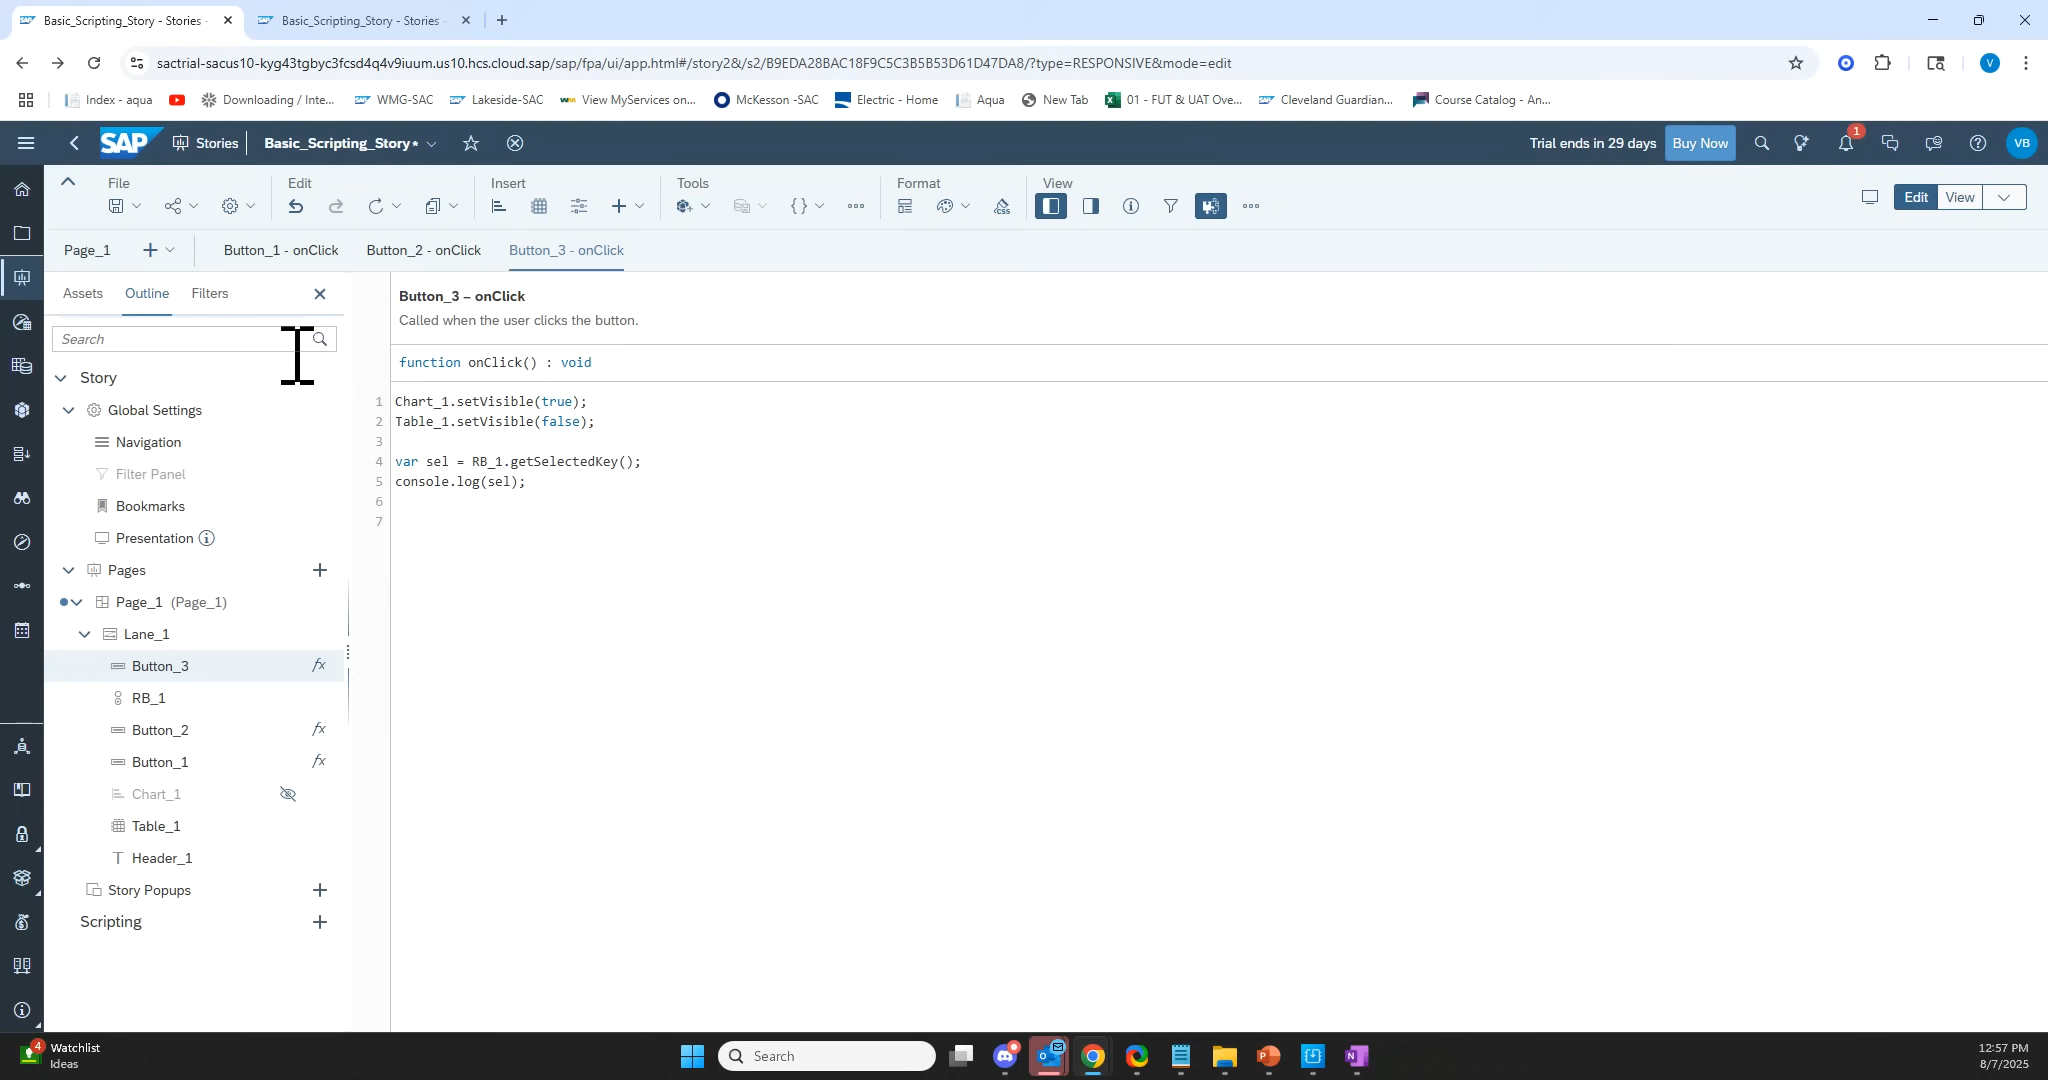 Basic_Scripting_Story - Stories -
Basic_Scripting_Story - Stories
sactrial-sacus10-kyg43tgbyc3fcsd4q4v9iuum.us10.hcs.cloud.sap/sap/fpa/ui/app.html#/story2&/s2/B9EDA28BAC18F9C5C3B5B53D61D47DA8/?type=RESPONSIVE&mode=edit
V
Index - aqua
Downloading / Inte...
WMG-SAC
Lakeside-SAC
View MyServices on...
McKesson -SAC
Electric - Home
Aqua
New Tab
01 - FUT & UAT Ove...
Cleveland Guardian...
Course Catalog - An...
SAP
Stories
Basic_Scripting_Story*
Trial ends in 29 days
Buy Now
1
VB
File
Edit
Insert
Tools
Format
View
CSS
Edit
View
Page_1
Button_1 - onClick
Button_2 - onClick
Button_3 - onClick
Assets
Outline
Filters
Search
Story
Global Settings
Navigation
Filter Panel
Bookmarks
Presentation
Pages
Page_1 (Page_1)
Lane_1
Button_3 fx
RB_1
Button_2 fx
Button_1 fx
Chart_1
Table_1
Header_1
Story Popups
Scripting
Button_3 – onClick
Called when the user clicks the button.
function onClick() : void
1 Chart_1.setVisible(true);
2 Table_1.setVisible(false);
3
4 var sel = RB_1.getSelectedKey();
5 console.log(sel);
6
7
4
Watchlist
Ideas
Search
12:57 PM
8/7/2025